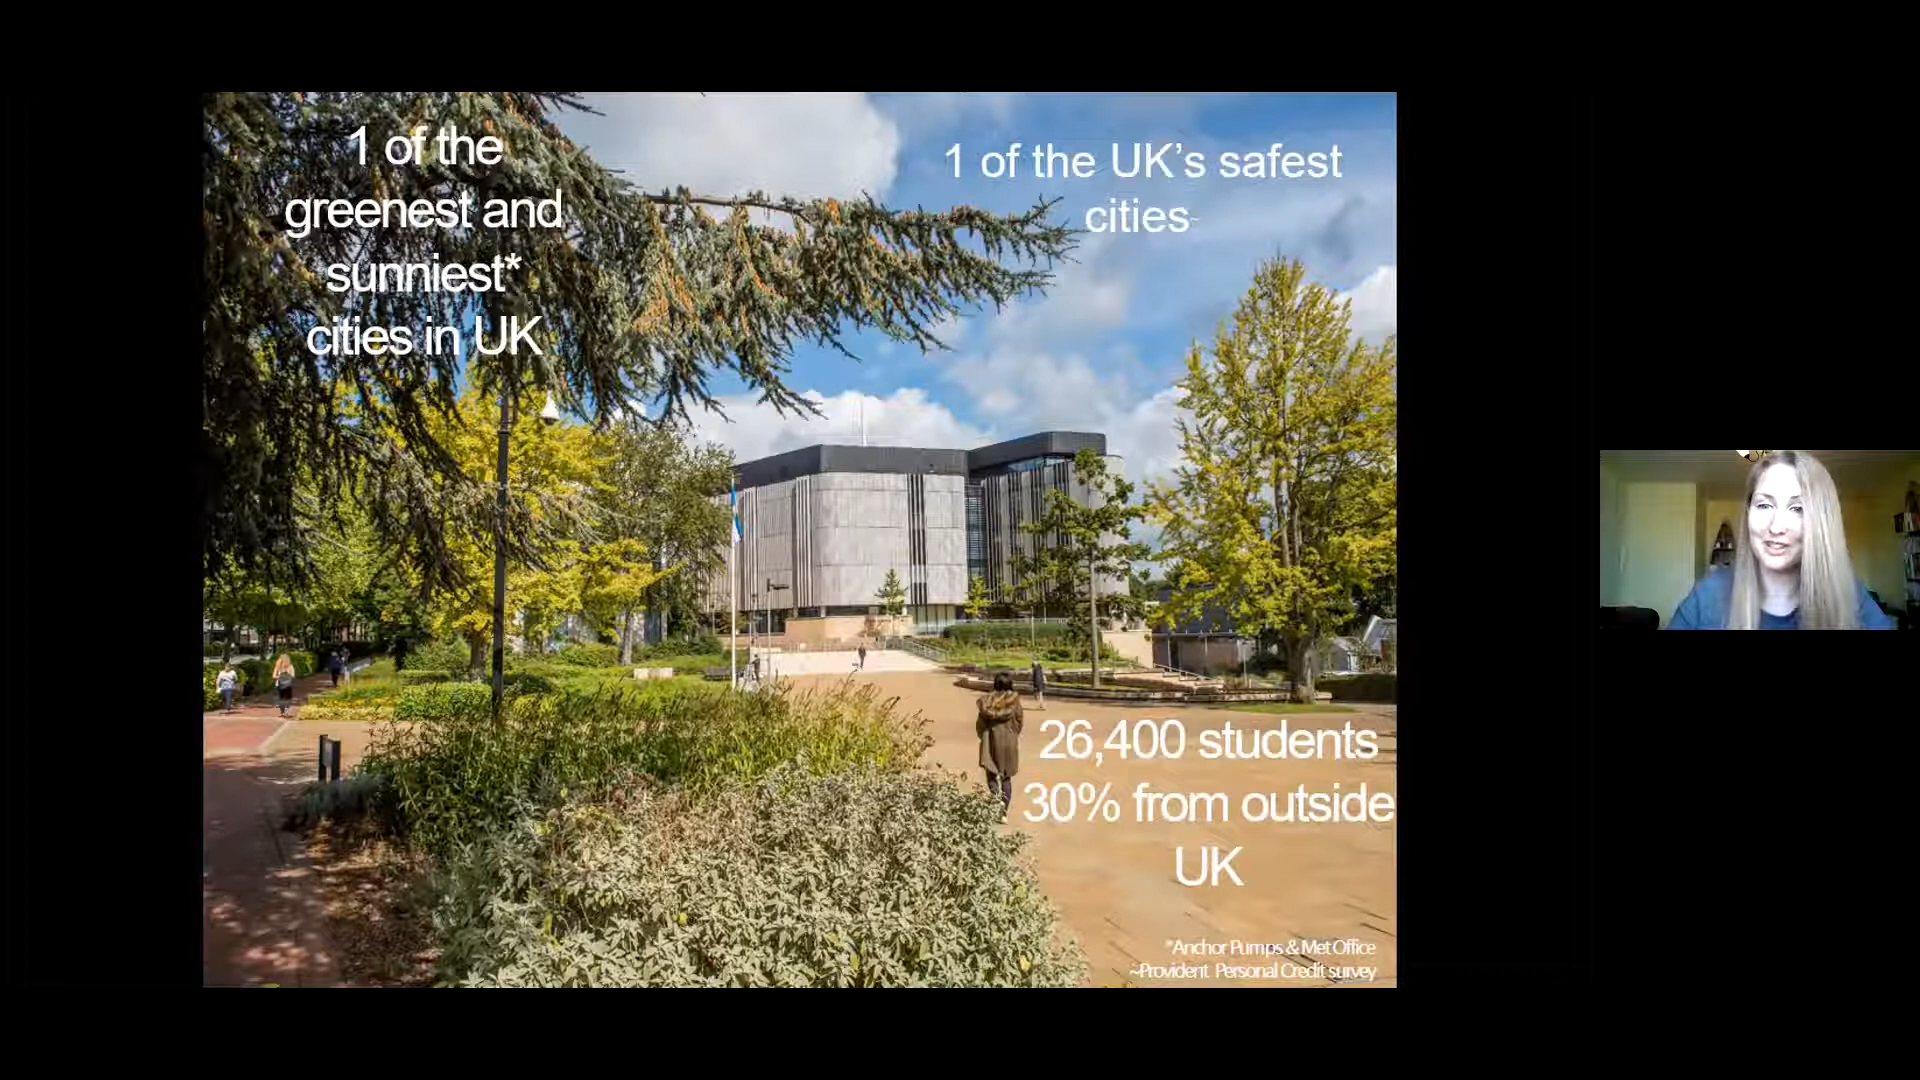 1 of the
greenest and
sunniest*
cities in UK
1 of the UK’s safest
cities~
26,400 students
30% from outside
UK
*Anchor Pumps & Met Office
~Provident Personal Credit survey